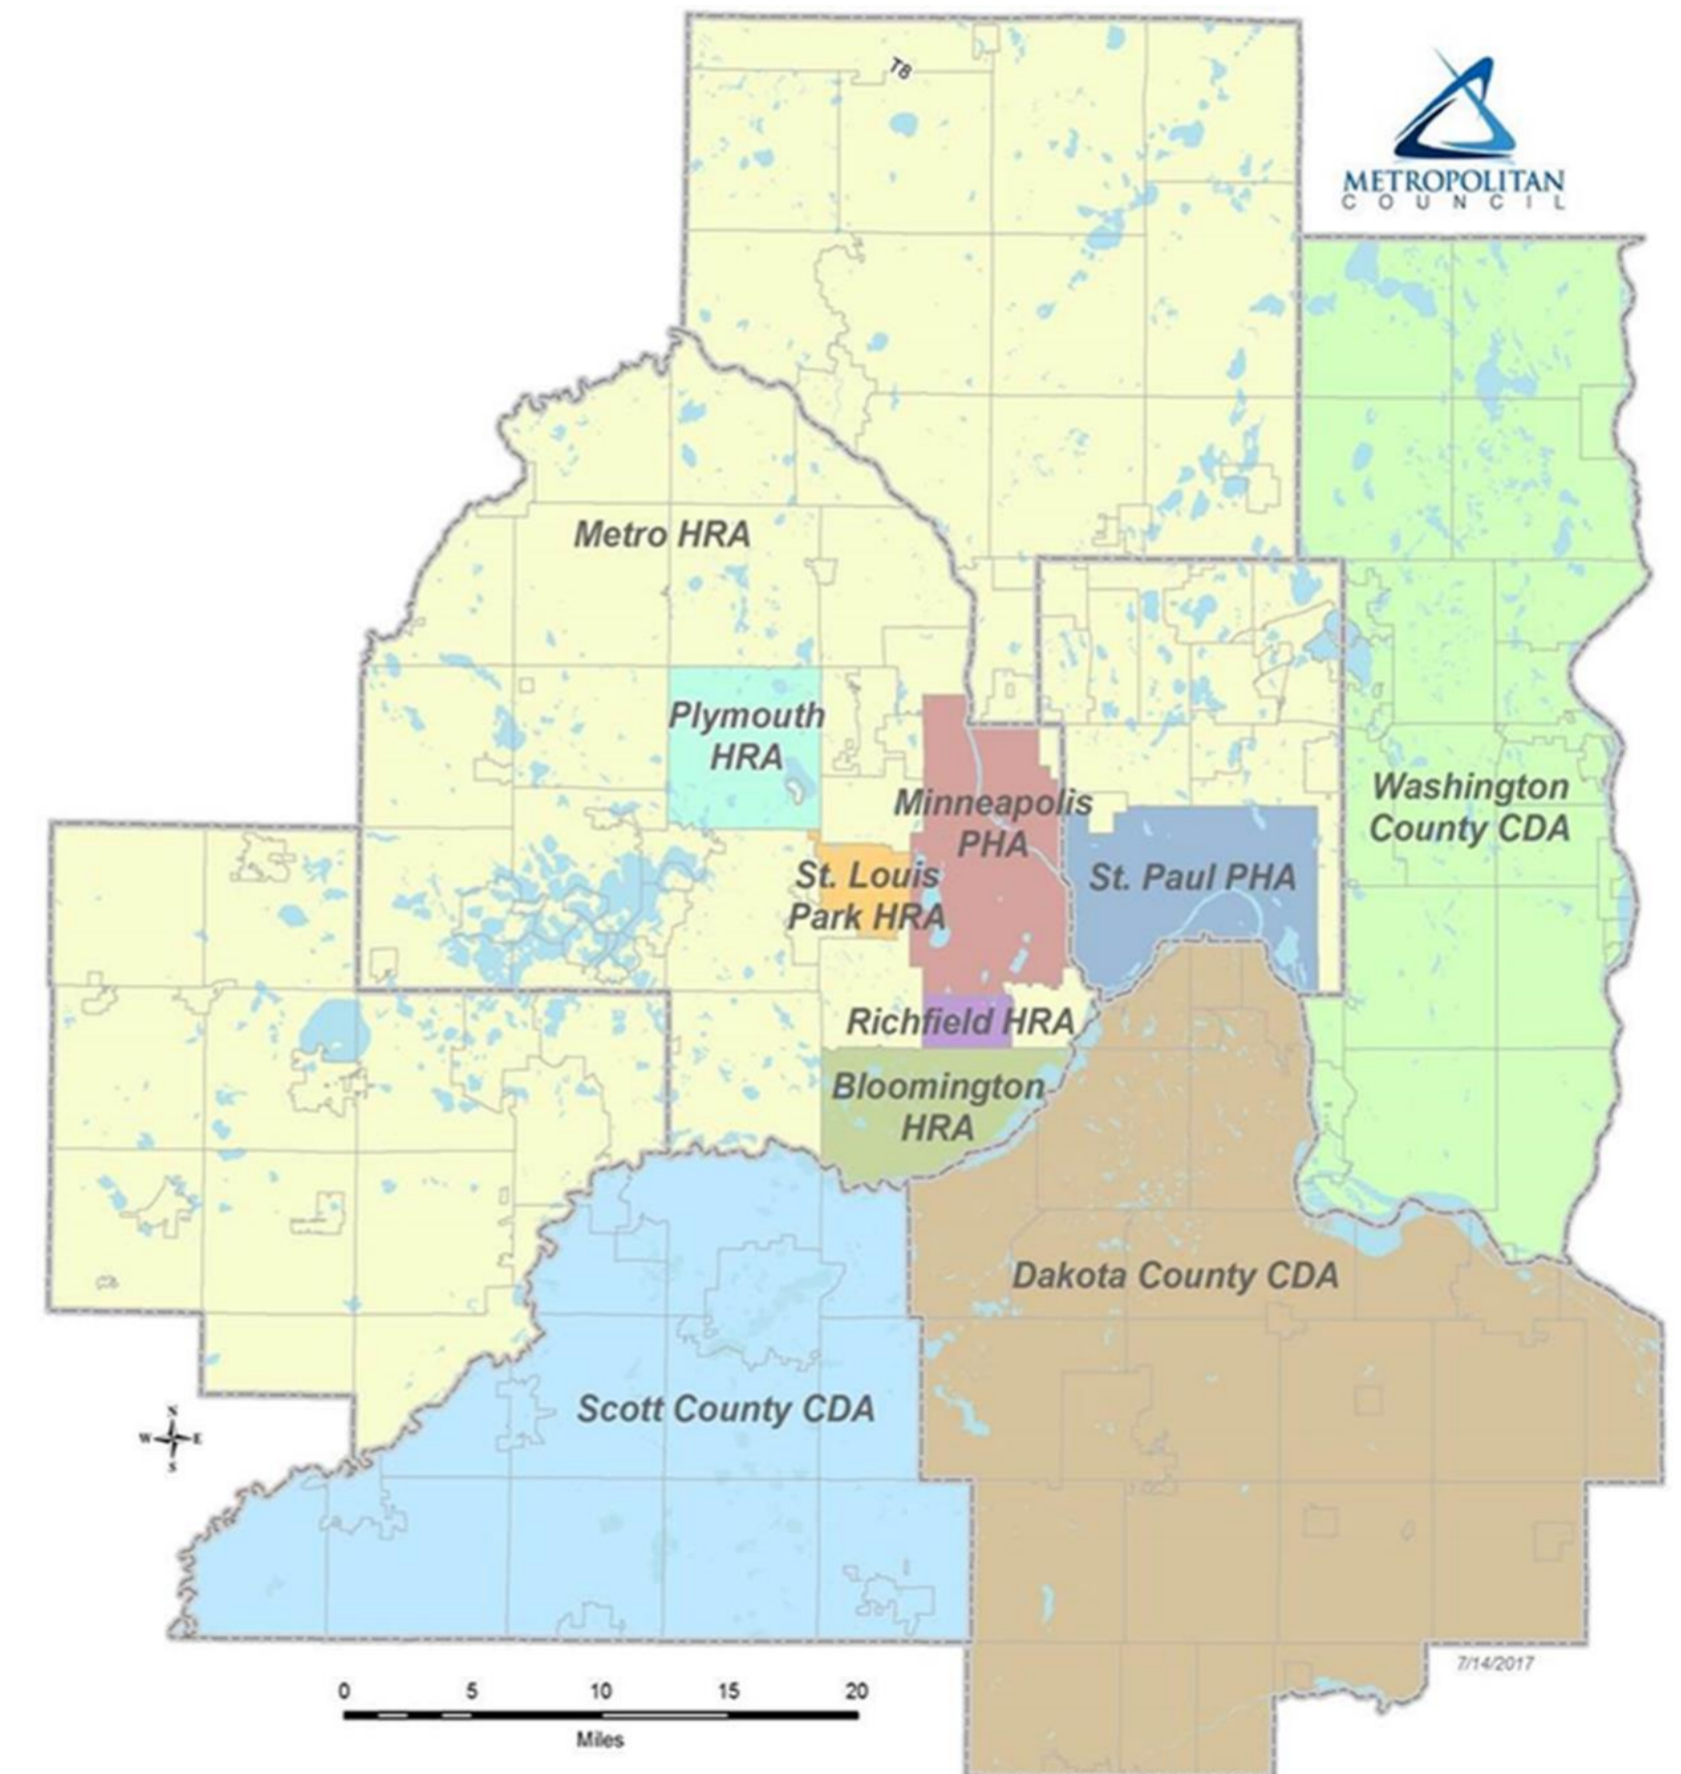 T8
METROPOLITAN
COUNCIL
Metro HRA
Plymouth
HRA
Minneapolis
PHA
Washington
County CDA
St. Louis
Park HRA
St. Paul PHA
Richfield HRA
Bloomington
HRA
Dakota County CDA
Scott County CDA
N
W E
S
0 5 10 15 20
Miles
7/14/2017